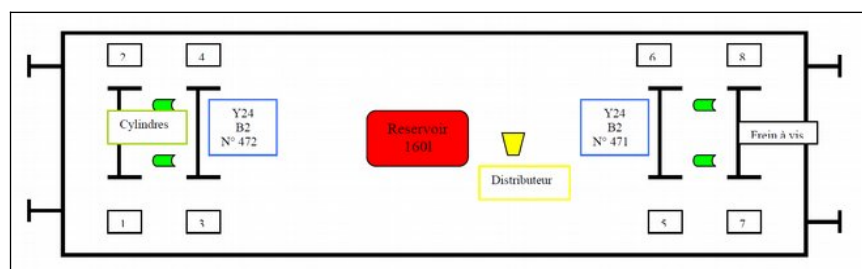 2
4
6
8
Cylindres
Y24
B2
N° 472
Reservoir
160l
Y24
B2
N° 471
Frein à vis
Distributeur
1
3
5
7